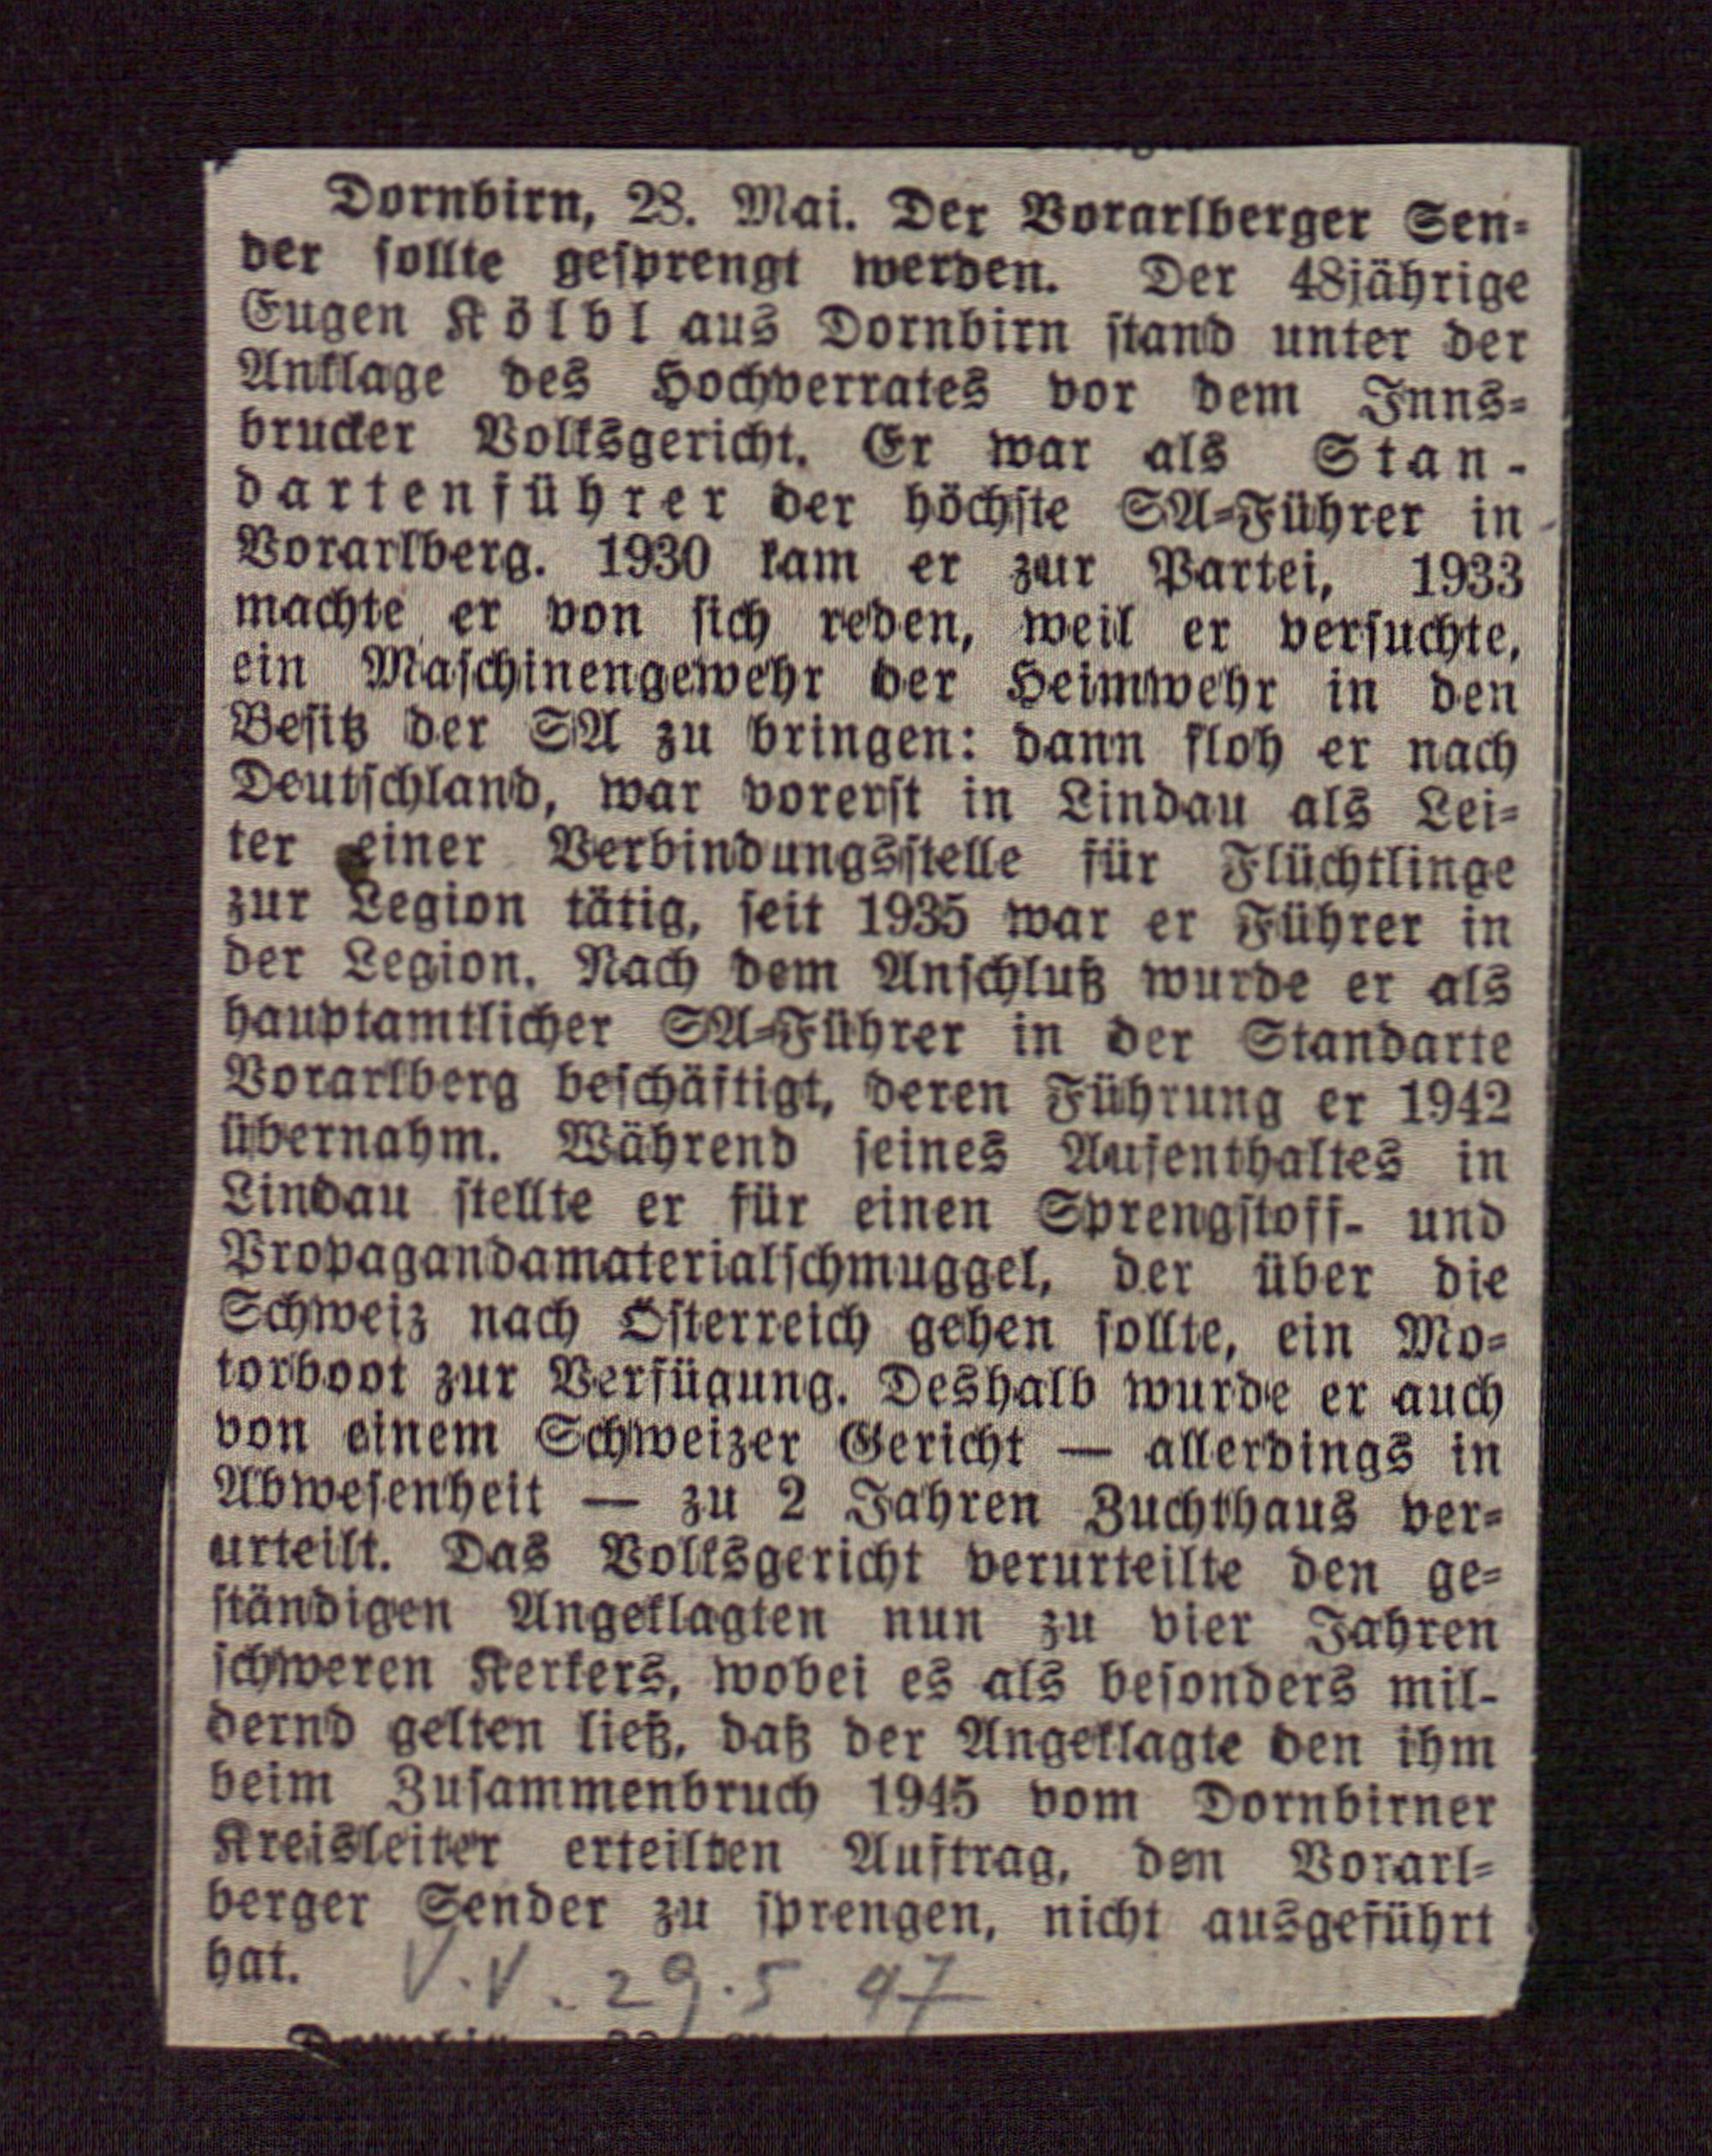 Dornbirn, 28. Mai. Der Vorarlberger Sen-
der sollte gesprengt werden. Der 48jährige
Eugen Kölbl aus Dornbirn stand unter der
Anklage des Hochverrates vor dem Inns-
brucker Volksgericht. Er war als Stan-
dartenführer der höchste SA-Führer in
Vorarlberg. 1930 kam er zur Partei, 1933
machte er von sich reden, weil er versuchte,
ein Maschinengewehr der Heimwehr in den
Besitz der SA zu bringen: dann floh er nach
Deutschland, war vorerst in Lindau als Lei-
ter einer Verbindungsstelle für Flüchtlinge
zur Legion tätig, seit 1935 war er Führer in
der Legion. Nach dem Anschluß wurde er als
hauptamtlicher SA-Führer in der Standarte
Vorarlberg beschäftigt, deren Führung er 1942
übernahm. Während seines Aufenthaltes in
Lindau stellte er für einen Sprengstoff- und
Propagandamaterialschmuggel, der über die
Schweiz nach Österreich gehen sollte, ein Mo-
torboot zur Verfügung. Deshalb wurde er auch
von einem Schweizer Gericht — allerdings in
Abwesenheit — zu 2 Jahren Zuchthaus ver-
urteilt. Das Volksgericht verurteilte den ge-
ständigen Angeklagten nun zu vier Jahren
schweren Kerkers, wobei es als besonders mil-
dernd gelten ließ, daß der Angeklagte den ihm
beim Zusammenbruch 1945 vom Dornbirner
Kreisleiter erteilten Auftrag, den Vorarl-
berger Sender zu sprengen, nicht ausgeführt
hat. V.V. 29.5 47